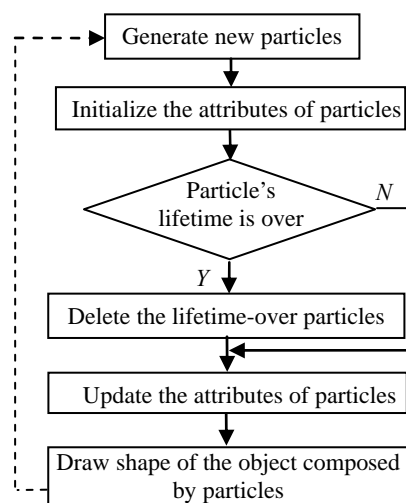 Generate new particles
Initialize the attributes of particles
Particle's
lifetime is over
N
Y
Delete the lifetime-over particles
Update the attributes of particles
Draw shape of the object composed
by particles